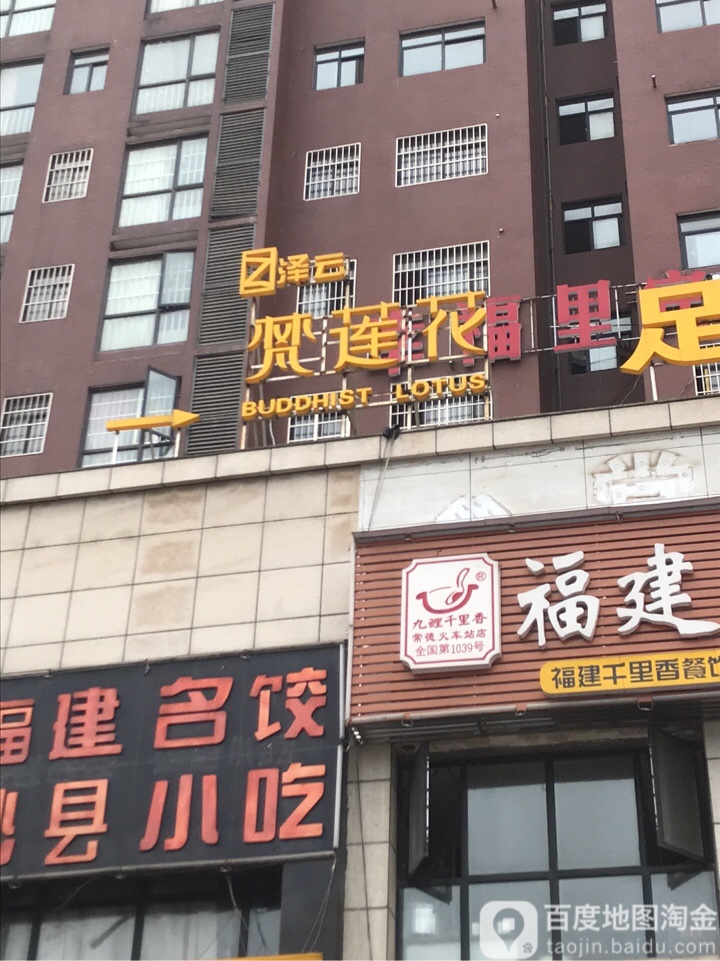 泽云
梵莲花
BUDDHIST LOTUS
福里
足
九鲤千里香
常德火车站店
全国第1039号
福建
福建千里香餐饮
福建名饺
县小吃
百度地图淘金
taojin.baidu.com